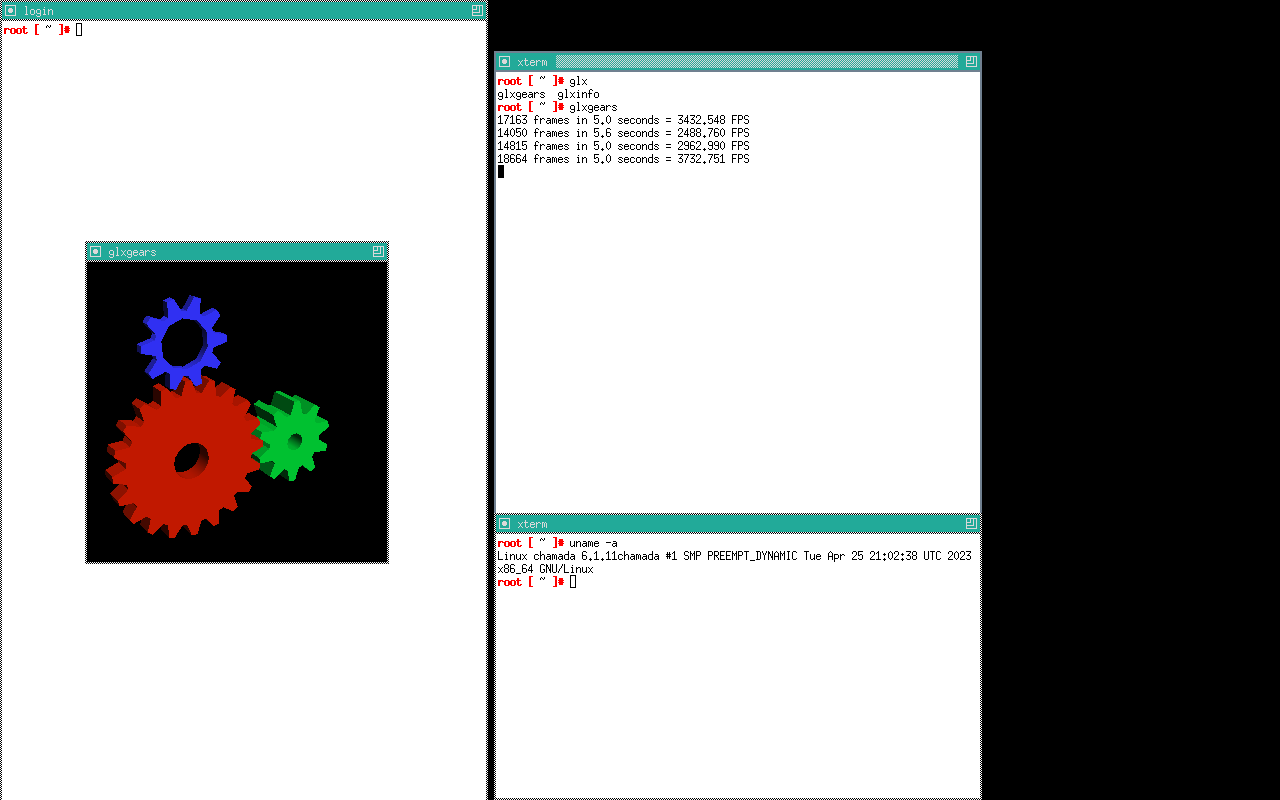 login
root [ ~ ]#
xterm
root [ ~ ]# glx
glxgears  glxinfo
root [ ~ ]# glxgears
17163 frames in 5.0 seconds = 3432.548 FPS
14050 frames in 5.6 seconds = 2488.760 FPS
14815 frames in 5.0 seconds = 2962.990 FPS
18664 frames in 5.0 seconds = 3732.751 FPS
glxgears
xterm
root [ ~ ]# uname -a
Linux chamada 6.1.11chamada #1 SMP PREEMPT_DYNAMIC Tue Apr 25 21:02:38 UTC 2023
x86_64 GNU/Linux
root [ ~ ]#